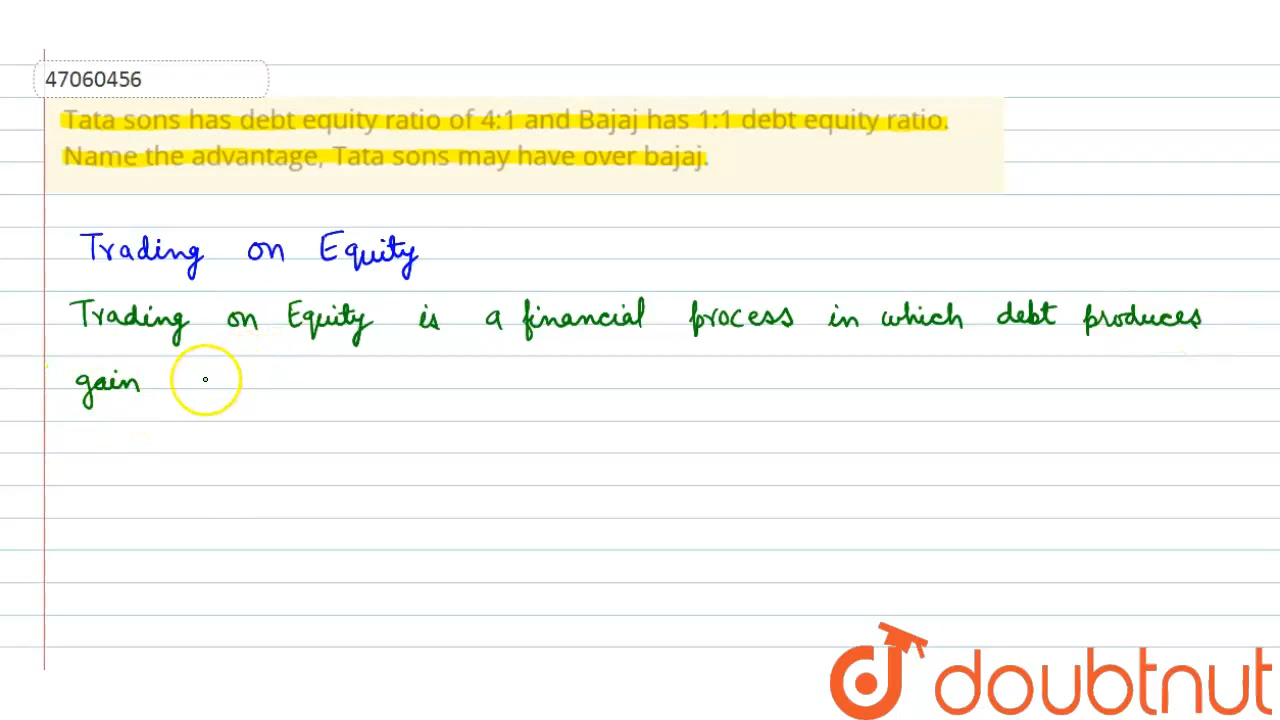 47060456
Tata sons has debt equity ratio of 4:1 and Bajaj has 1:1 debt equity ratio.
Name the advantage, Tata sons may have over bajaj.
Trading on Equity
Trading on Equity is a financial process in which debt produces
gain
doubtnut